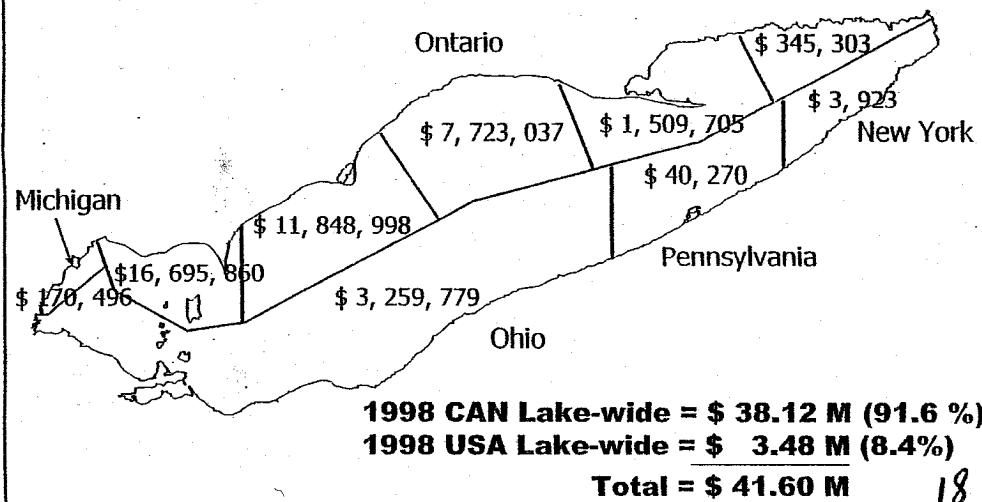 Ontario
$ 345, 303
$ 3, 923
New York
$ 7, 723, 037
$ 1, 509, 705
$ 40, 270
Pennsylvania
Michigan
$ 11, 848, 998
$16, 695, 860
$ 170, 496
$ 3, 259, 779
Ohio
1998 CAN Lake-wide = $ 38.12 M (91.6 %)
1998 USA Lake-wide = $ 3.48 M (8.4%)
Total = $ 41.60 M
18